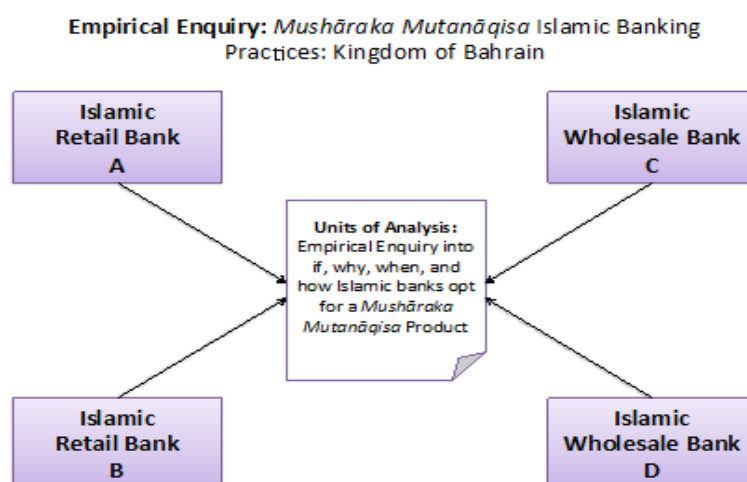 Empirical Enquiry: Mushāraka Mutanāqisa Islamic Banking
Practices: Kingdom of Bahrain
Islamic
Retail Bank
A
Islamic
Wholesale Bank
C
Units of Analysis:
Empirical Enquiry into
if, why, when, and
how Islamic banks opt
for a Mushāraka
Mutanāqisa Product
Islamic
Retail Bank
B
Islamic
Wholesale Bank
D